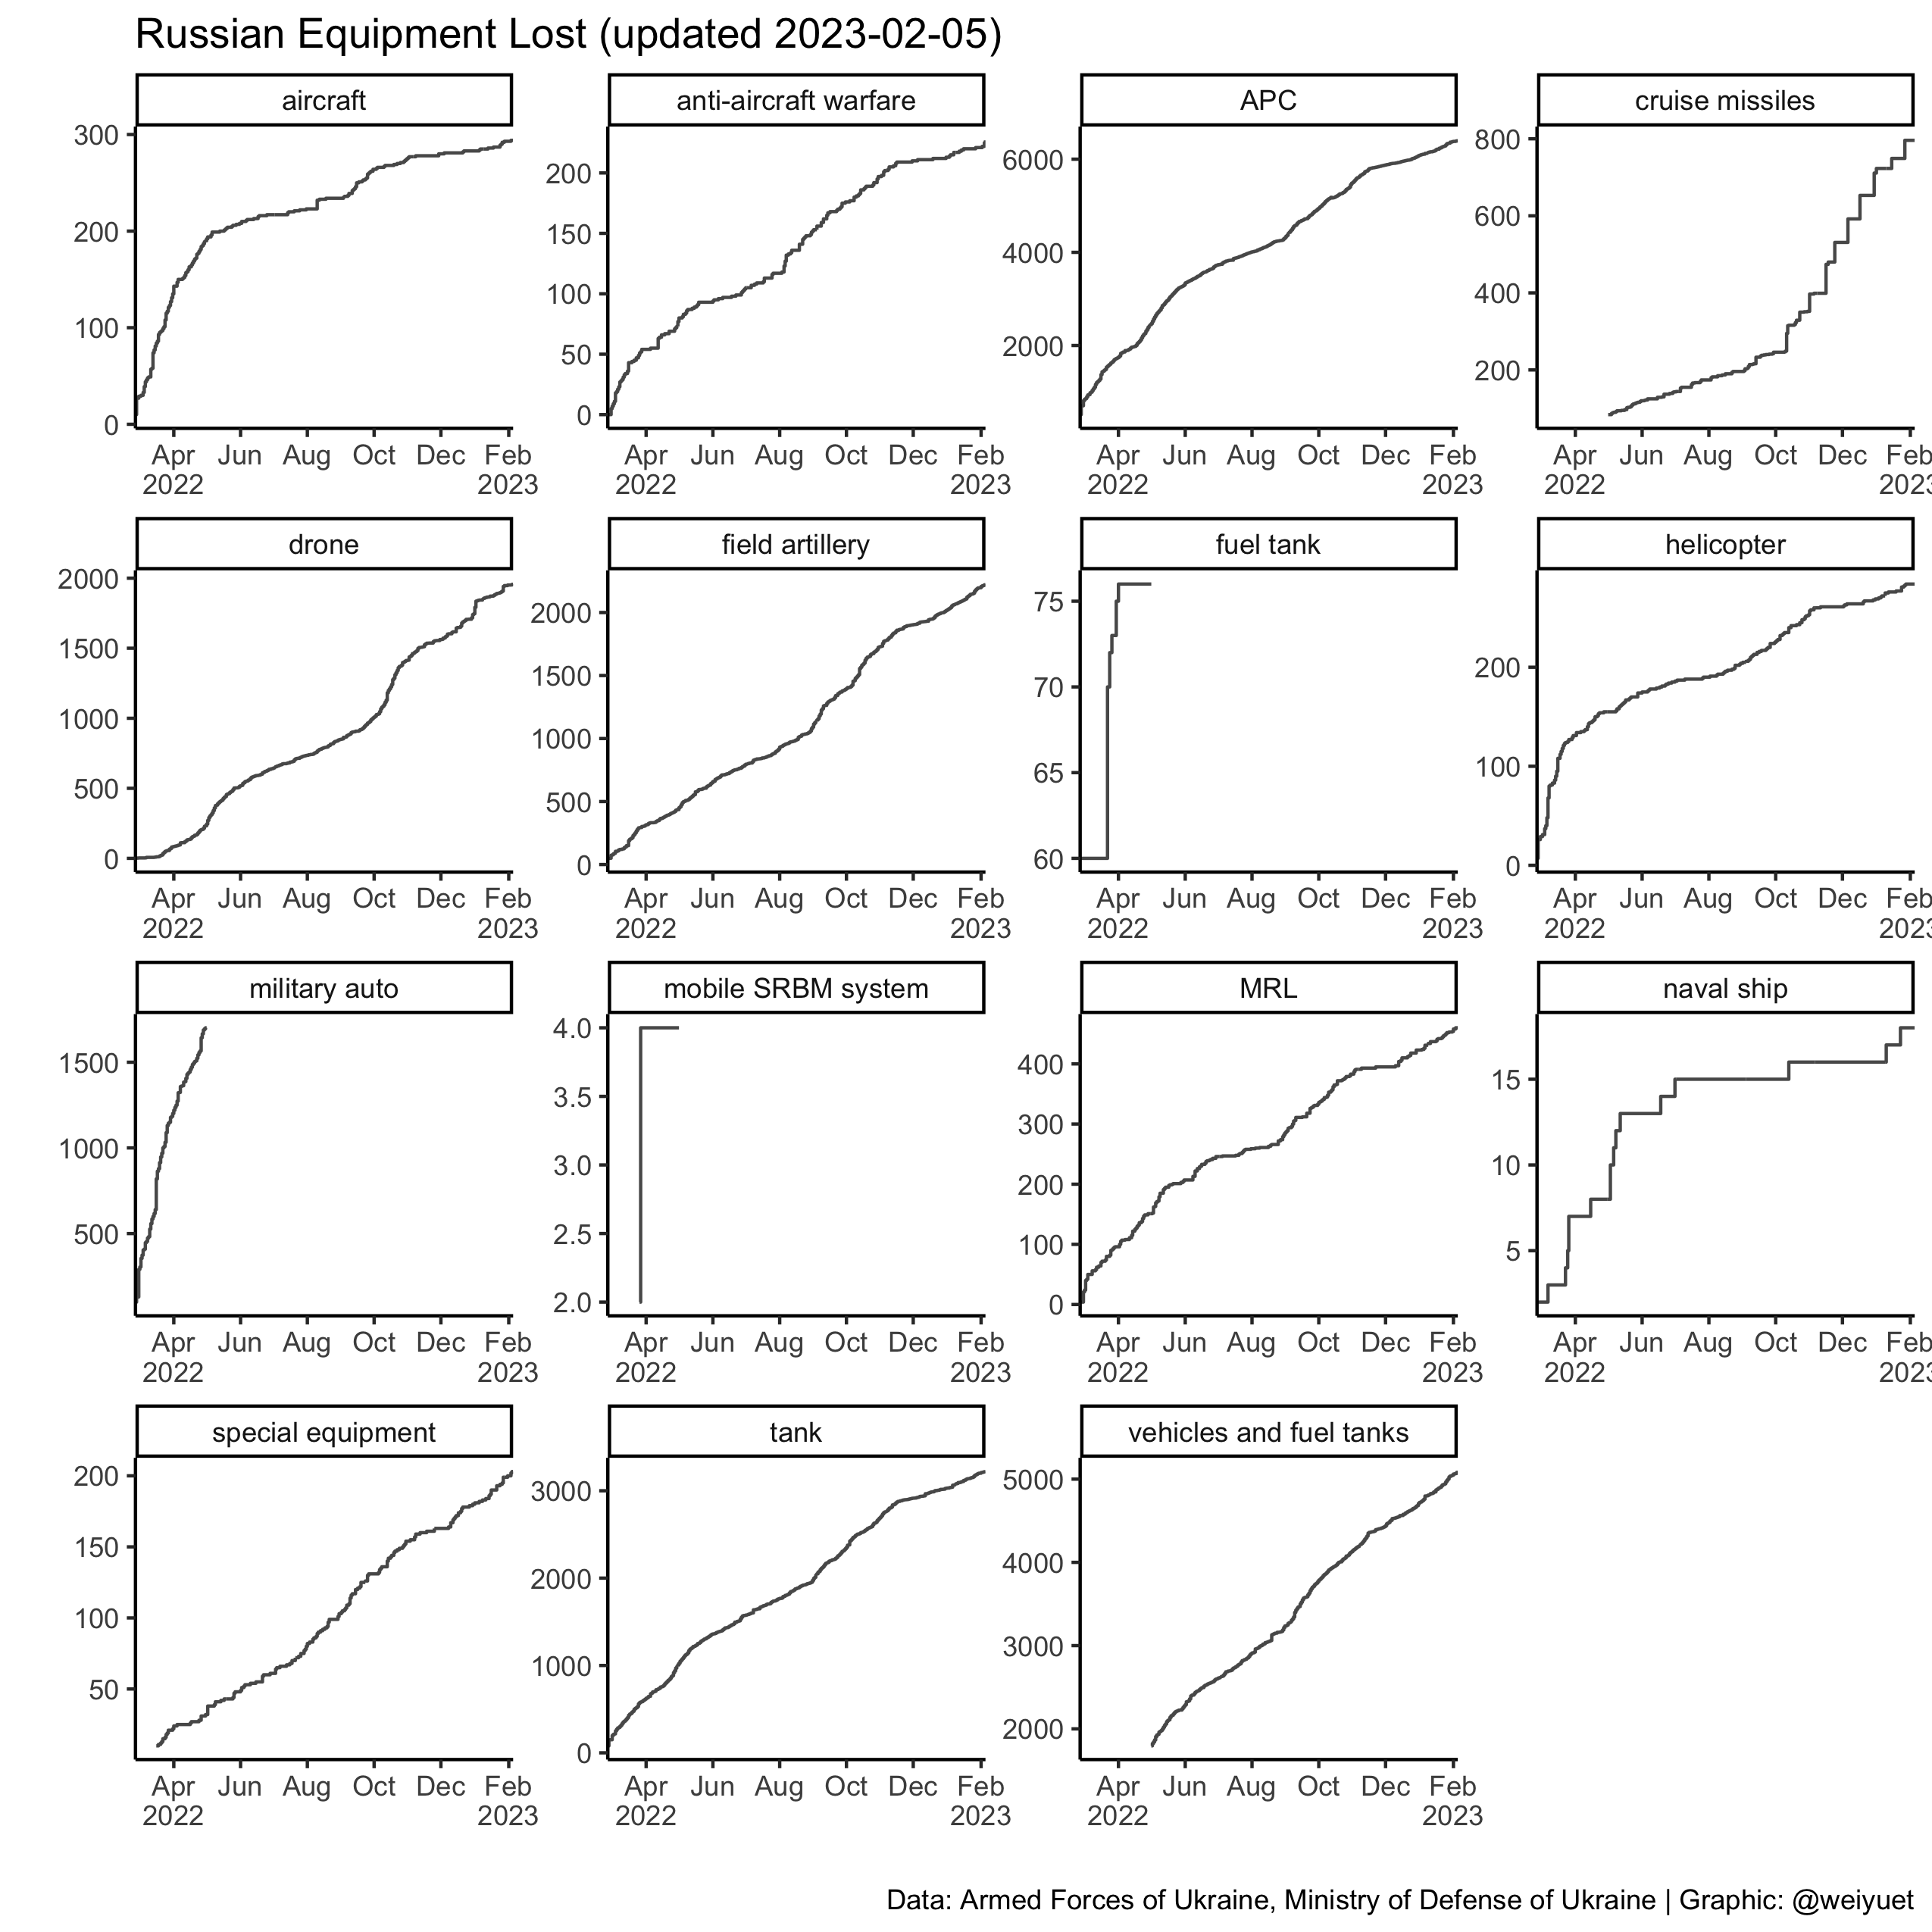 Russian Equipment Lost (updated 2023-02-05)
aircraft
300
200
100
0
Apr Jun Aug Oct Dec Feb
2022 2023
anti-aircraft warfare
200
150
100
50
0
Apr Jun Aug Oct Dec Feb
2022 2023
APC
6000
4000
2000
Apr Jun Aug Oct Dec Feb
2022 2023
cruise missiles
800
600
400
200
Apr Jun Aug Oct Dec Feb
2022 2023
drone
2000
1500
1000
500
0
Apr Jun Aug Oct Dec Feb
2022 2023
field artillery
2000
1500
1000
500
0
Apr Jun Aug Oct Dec Feb
2022 2023
fuel tank
75
70
65
60
Apr Jun Aug Oct Dec Feb
2022 2023
helicopter
200
100
0
Apr Jun Aug Oct Dec Feb
2022 2023
military auto
1500
1000
500
Apr Jun Aug Oct Dec Feb
2022 2023
mobile SRBM system
4.0
3.5
3.0
2.5
2.0
Apr Jun Aug Oct Dec Feb
2022 2023
MRL
400
300
200
100
0
Apr Jun Aug Oct Dec Feb
2022 2023
naval ship
15
10
5
Apr Jun Aug Oct Dec Feb
2022 2023
special equipment
200
150
100
50
Apr Jun Aug Oct Dec Feb
2022 2023
tank
3000
2000
1000
0
Apr Jun Aug Oct Dec Feb
2022 2023
vehicles and fuel tanks
5000
4000
3000
2000
Apr Jun Aug Oct Dec Feb
2022 2023
Data: Armed Forces of Ukraine, Ministry of Defense of Ukraine | Graphic: @weiyuet